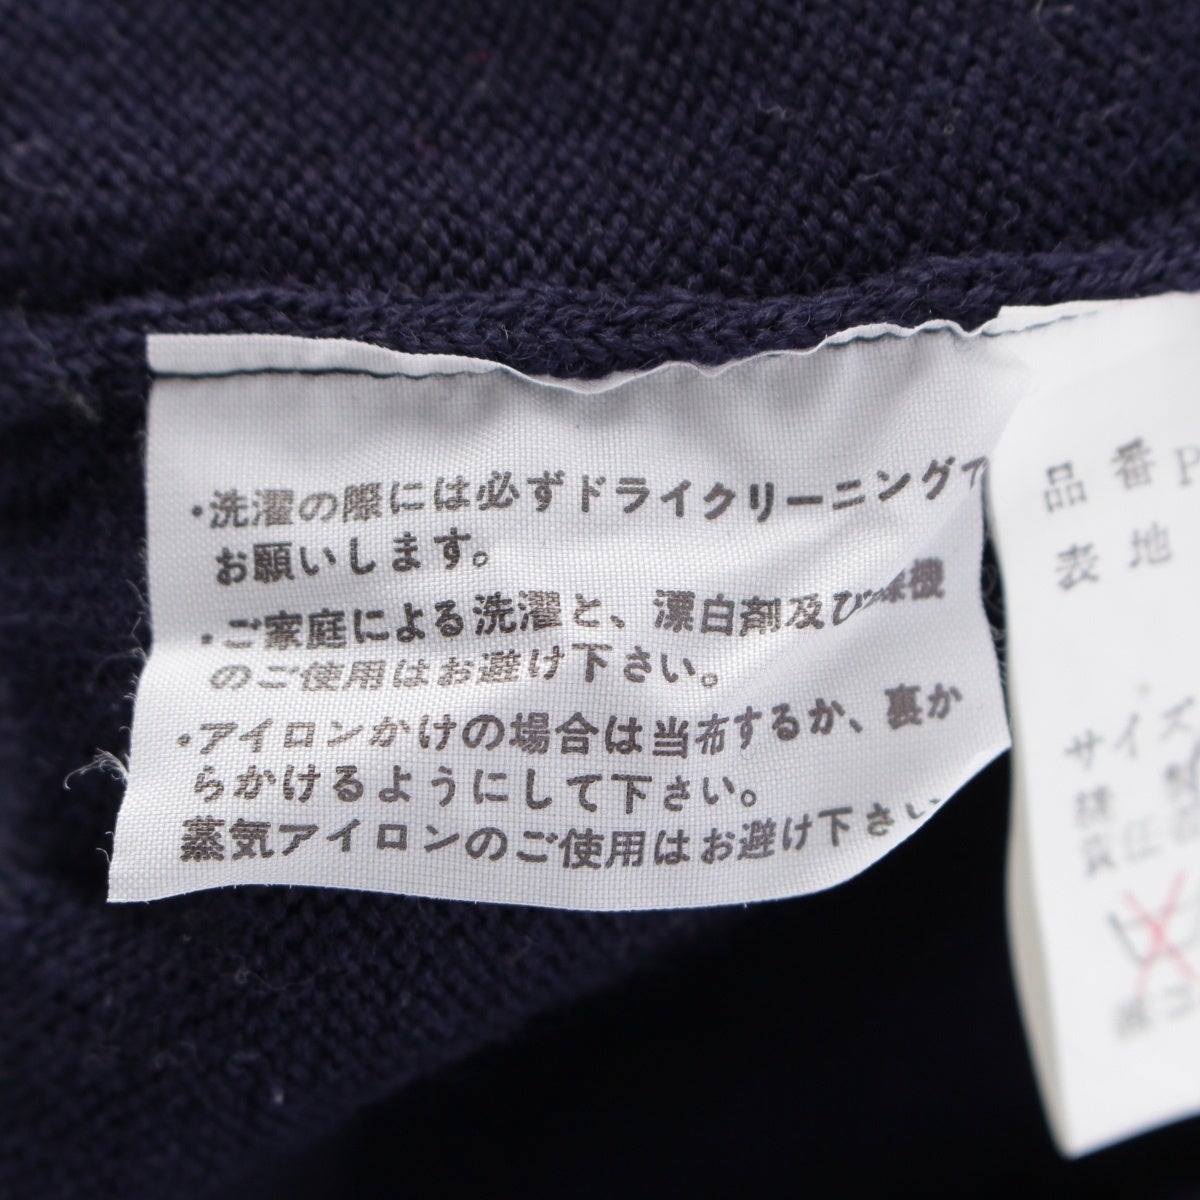 ・洗濯の際には必ずドライクリーニングで
お願いします。
・ご家庭による洗濯と、漂白剤及び燥機
のご使用はお避け下さい。
・アイロンかけの場合は当布するか、裏か
らかけるようにして下さい。
蒸気アイロンのご使用はお避け下さい
品番 P
表地
サイズ